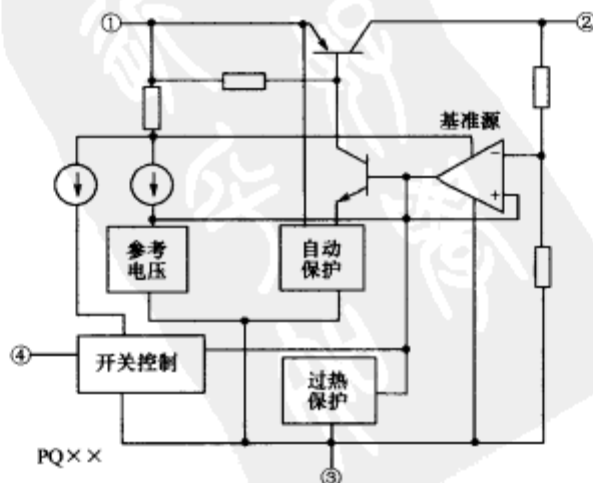 ①
②
基准源
−
+
参考
电压
自动
保护
④
开关控制
过热
保护
PQ××
③